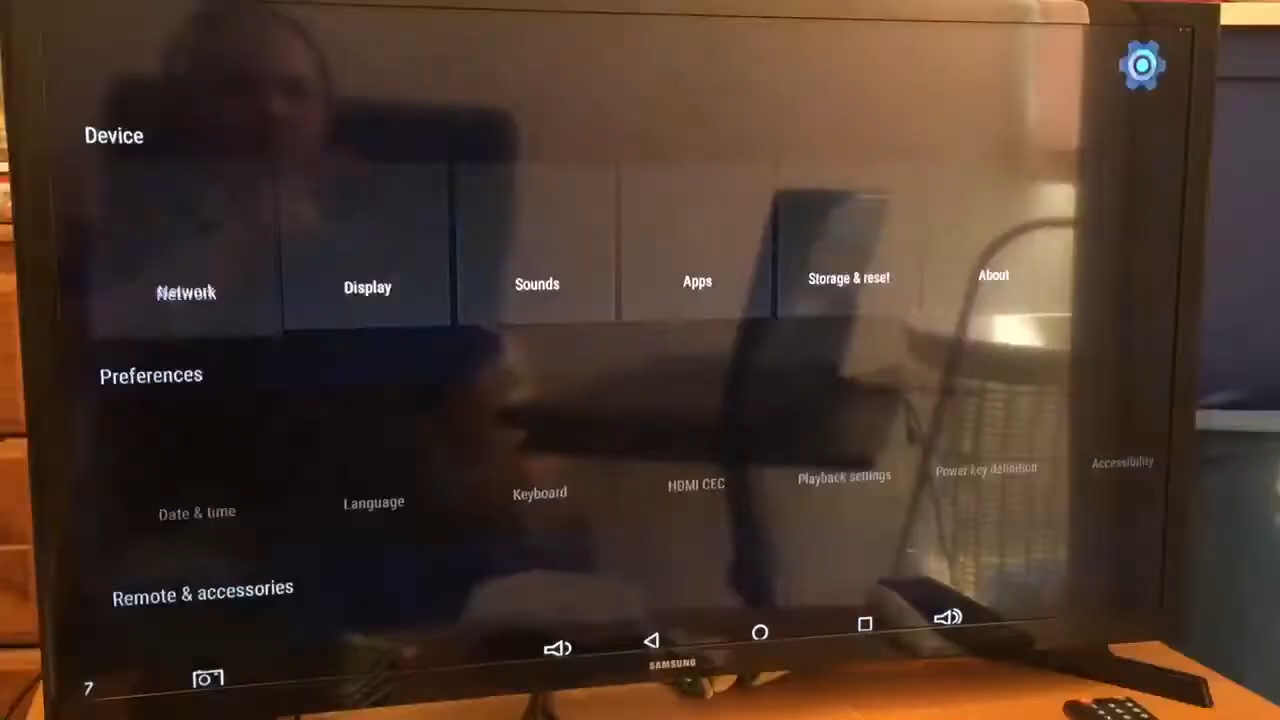 Device
Network Display Sounds Apps Storage & reset About
Preferences
Date & time Language Keyboard HDMI CEC Playback settings Power key definition Accessibility
Remote & accessories
7
SAMSUNG